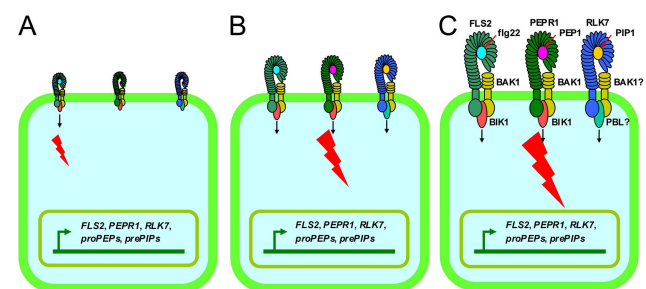 A
B
C
FLS2 PEPR1 RLK7
flg22 PEP1 PIP1
BAK1 BAK1 BAK1?
BIK1 BIK1 PBL?
FLS2, PEPR1, RLK7,
proPEPs, prePIPs
FLS2, PEPR1, RLK7,
proPEPs, prePIPs
FLS2, PEPR1, RLK7,
proPEPs, prePIPs